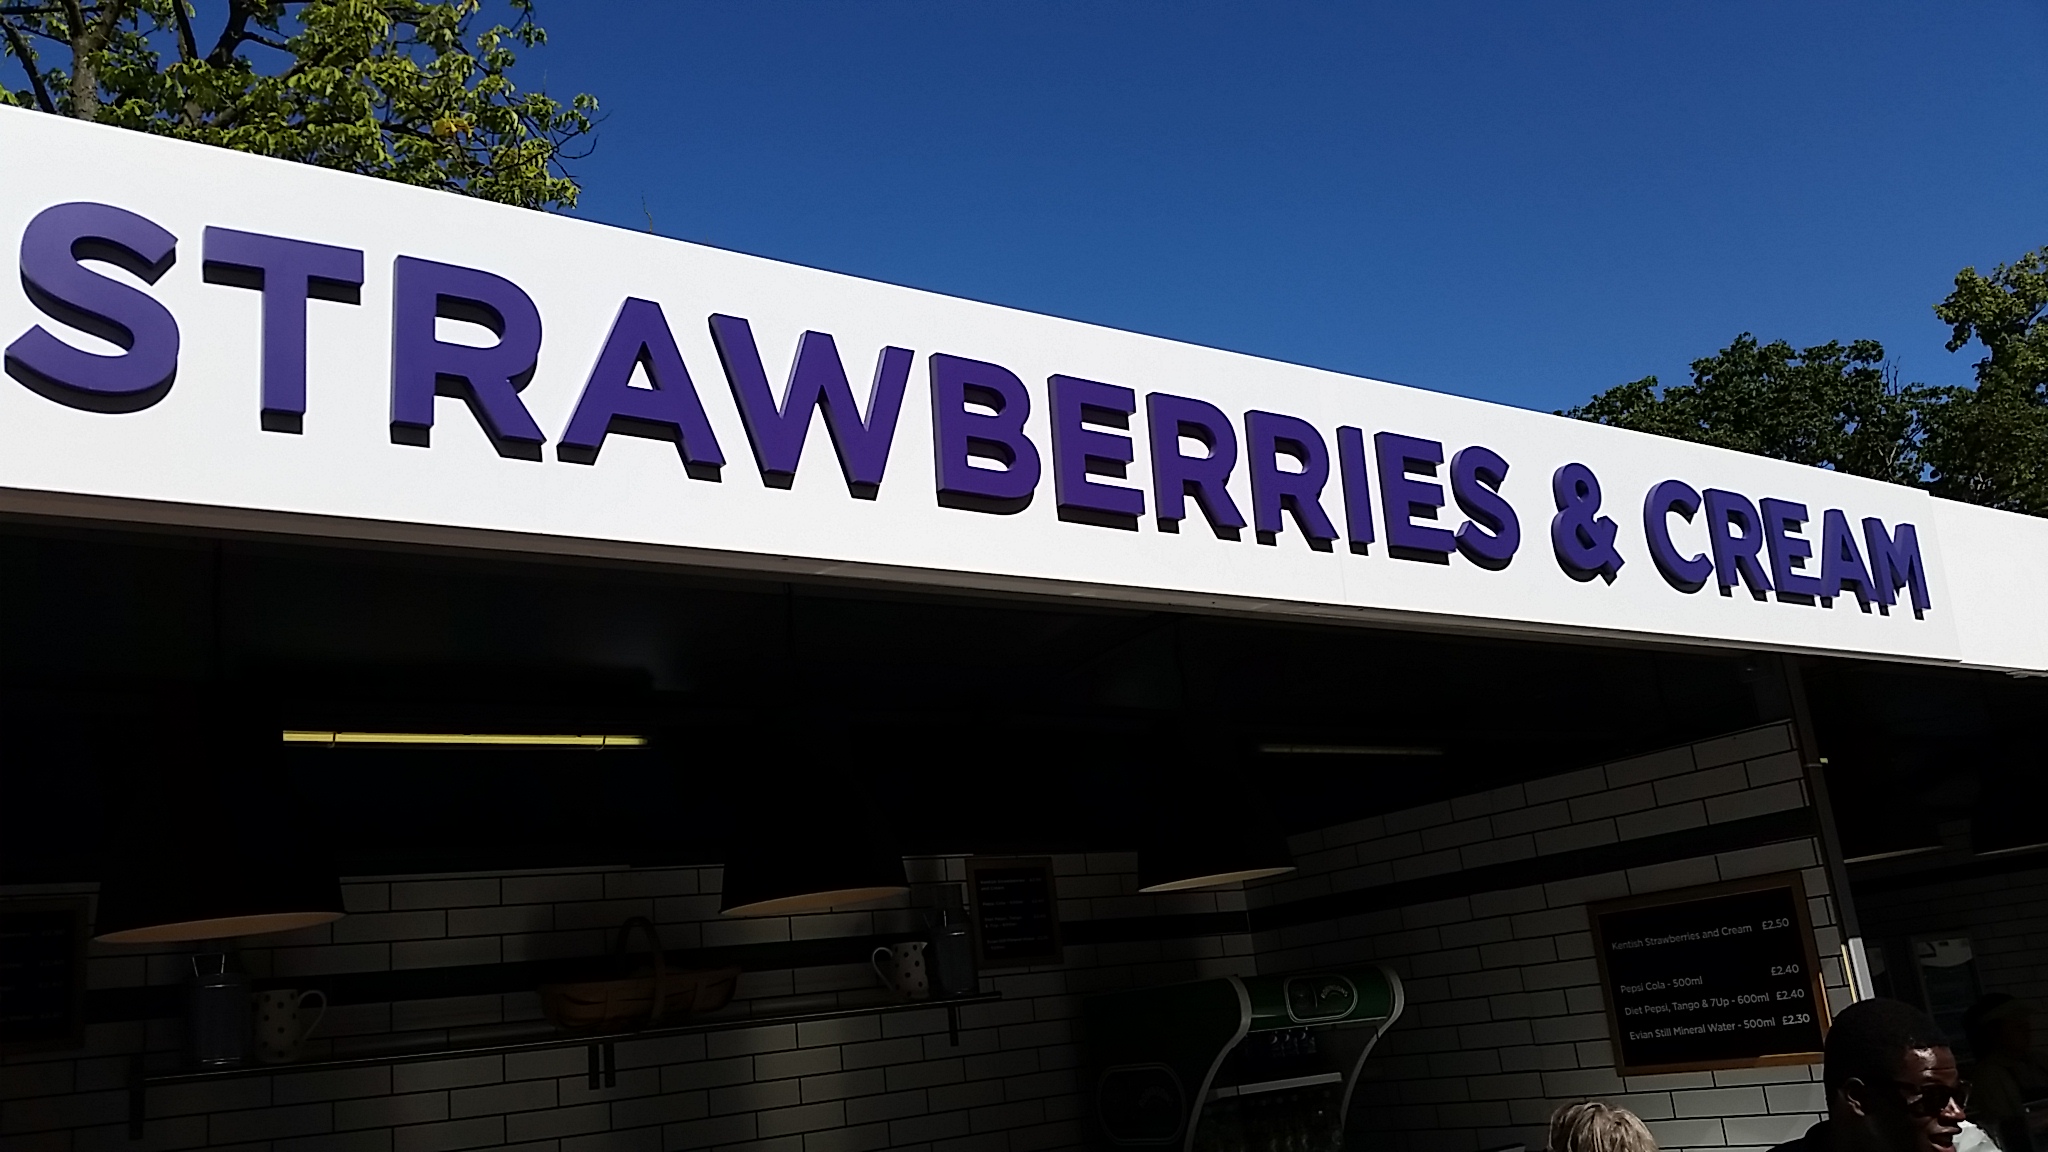 STRAWBERRIES & CREAM
Kentish Strawberries and Cream £2.50
Pepsi Cola - 500ml £2.40
Diet Pepsi, Tango & 7Up - 600ml £2.40
Evian Still Mineral Water - 500ml £2.30